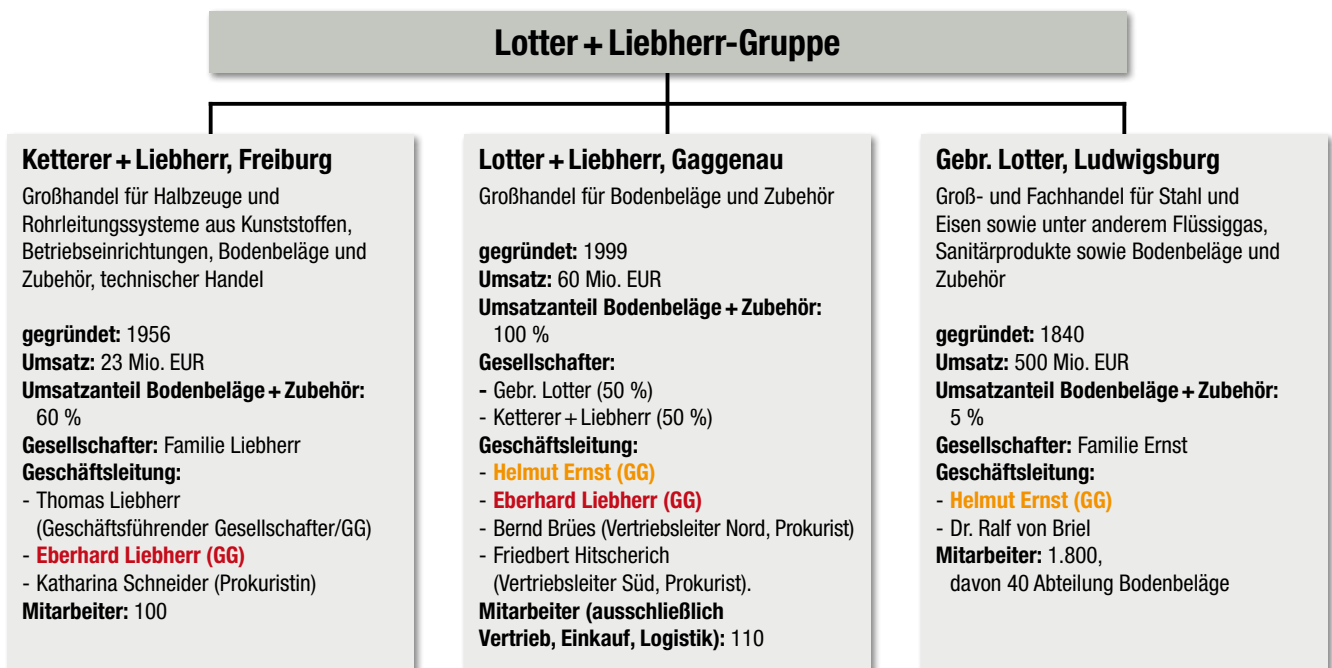 Lotter + Liebherr-Gruppe
Ketterer + Liebherr, Freiburg
Großhandel für Halbzeuge und
Rohrleitungssysteme aus Kunststoffen,
Betriebseinrichtungen, Bodenbeläge und
Zubehör, technischer Handel
gegründet: 1956
Umsatz: 23 Mio. EUR
Umsatzanteil Bodenbeläge + Zubehör:
60 %
Gesellschafter: Familie Liebherr
Geschäftsleitung:
- Thomas Liebherr
(Geschäftsführender Gesellschafter/GG)
- Eberhard Liebherr (GG)
- Katharina Schneider (Prokuristin)
Mitarbeiter: 100
Lotter + Liebherr, Gaggenau
Großhandel für Bodenbeläge und Zubehör
gegründet: 1999
Umsatz: 60 Mio. EUR
Umsatzanteil Bodenbeläge + Zubehör:
100 %
Gesellschafter:
- Gebr. Lotter (50 %)
- Ketterer + Liebherr (50 %)
Geschäftsleitung:
- Helmut Ernst (GG)
- Eberhard Liebherr (GG)
- Bernd Brües (Vertriebsleiter Nord, Prokurist)
- Friedbert Hitscherich
(Vertriebsleiter Süd, Prokurist).
Mitarbeiter (ausschließlich
Vertrieb, Einkauf, Logistik): 110
Gebr. Lotter, Ludwigsburg
Groß- und Fachhandel für Stahl und
Eisen sowie unter anderem Flüssiggas,
Sanitärprodukte sowie Bodenbeläge und
Zubehör
gegründet: 1840
Umsatz: 500 Mio. EUR
Umsatzanteil Bodenbeläge + Zubehör:
5 %
Gesellschafter: Familie Ernst
Geschäftsleitung:
- Helmut Ernst (GG)
- Dr. Ralf von Briel
Mitarbeiter: 1.800,
davon 40 Abteilung Bodenbeläge